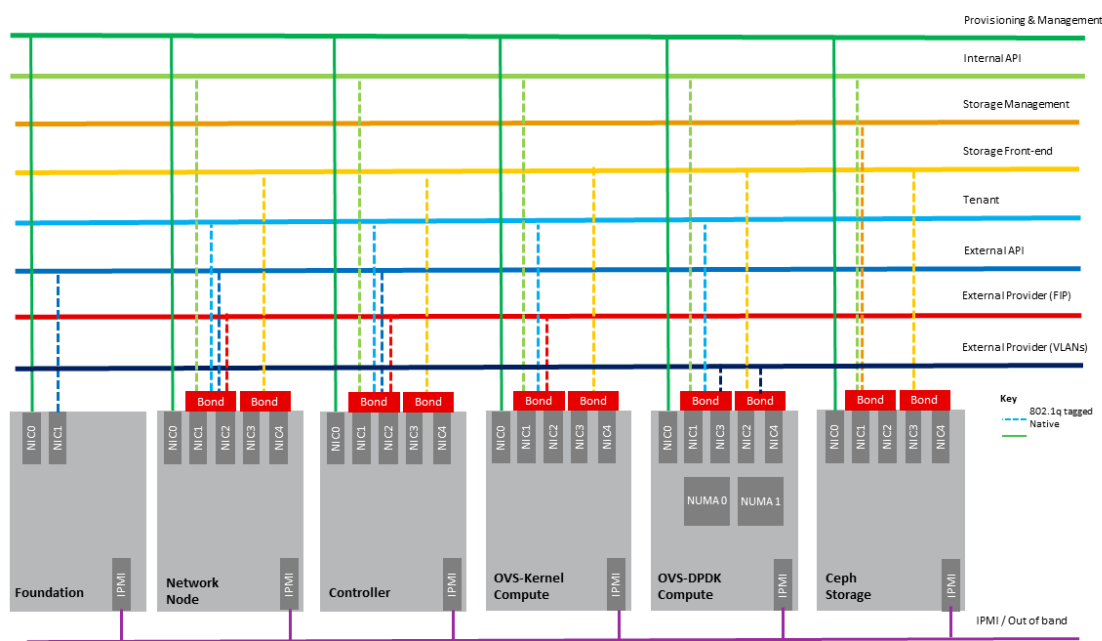 Provisioning & Management
Internal API
Storage Management
Storage Front-end
Tenant
External API
External Provider (FIP)
External Provider (VLANs)
Key
802.1q tagged
Native
Bond Bond
Bond Bond
Bond Bond
Bond Bond
Bond Bond
NIC0 NIC1
NIC0 NIC1 NIC2 NIC3 NIC4
NIC0 NIC1 NIC2 NIC3 NIC4
NIC0 NIC1 NIC2 NIC3 NIC4
NIC0 NIC1 NIC3 NIC2 NIC4
NIC0 NIC1 NIC2 NIC3 NIC4
NUMA 0 NUMA 1
Foundation
IPMI
Network
Node
IPMI
Controller
IPMI
OVS-Kernel
Compute
IPMI
OVS-DPDK
Compute
IPMI
Ceph
Storage
IPMI
IPMI / Out of band